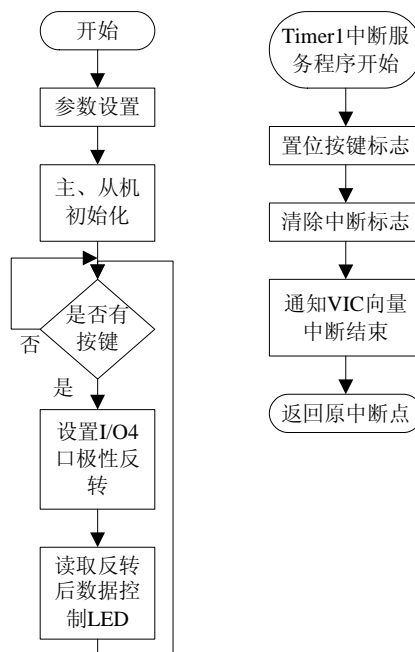 开始
参数设置
主、从机
初始化
是否有
按键
否
是
设置I/O4
口极性反
转
读取反转
后数据控
制LED
Timer1中断服
务程序开始
置位按键标志
清除中断标志
通知VIC向量
中断结束
返回原中断点